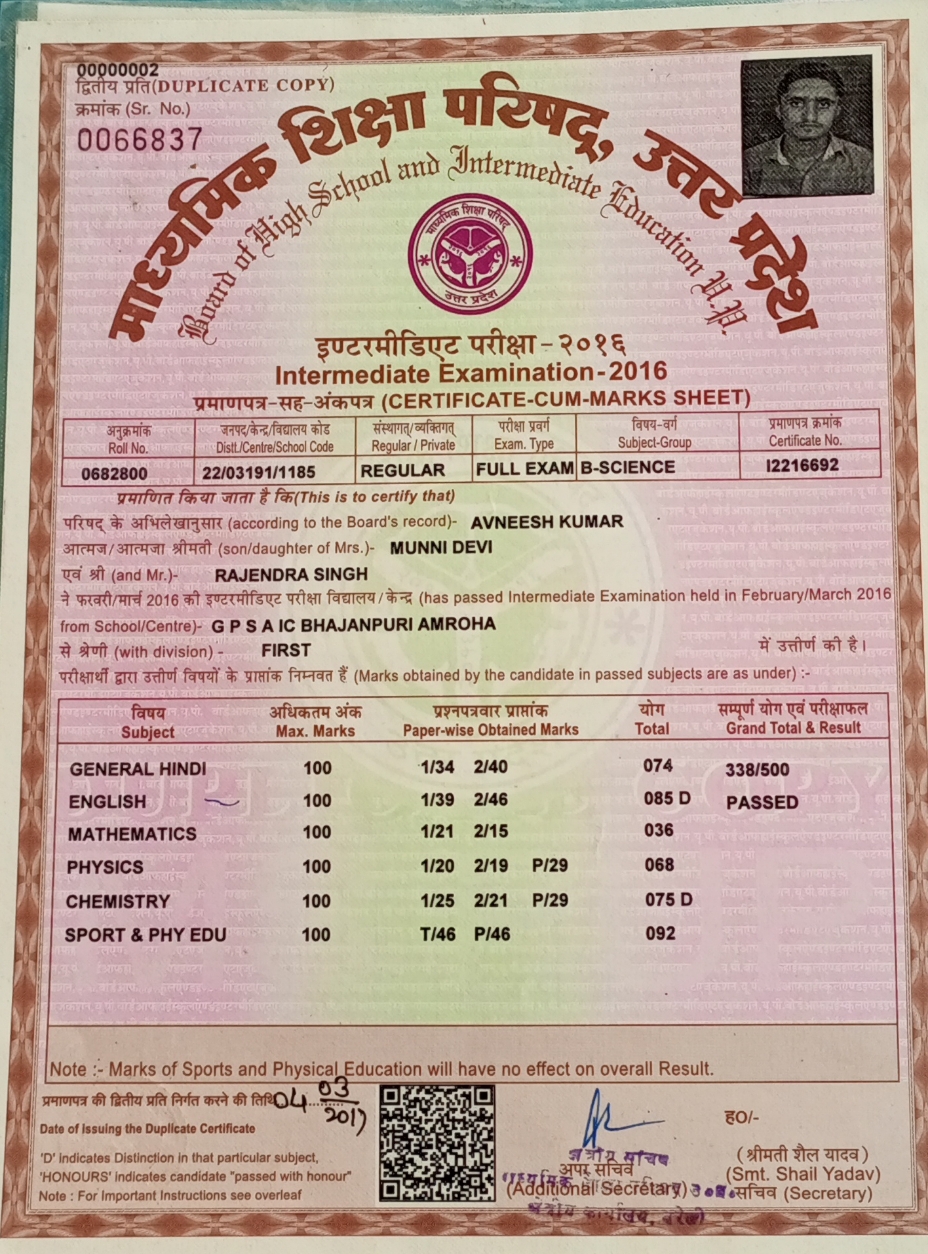 00000002
द्वितीय प्रति(DUPLICATE COPY)
क्रमांक (Sr. No.)
0066837
माध्यमिक शिक्षा परिषद्, उत्तर प्रदेश
Board of High School and Intermediate Education U.P.
माध्यमिक शिक्षा परिषद्
उत्तर प्रदेश
इण्टरमीडिएट परीक्षा - २०१६
Intermediate Examination-2016
प्रमाणपत्र-सह-अंकपत्र (CERTIFICATE-CUM-MARKS SHEET)
अनुक्रमांक जनपद/केन्द्र/विद्यालय कोड संस्थागत्/व्यक्तिगत् परीक्षा प्रवर्ग विषय-वर्ग प्रमाणपत्र क्रमांक
Roll No. Distt./Centre/School Code Regular / Private Exam. Type Subject-Group Certificate No.
0682800 22/03191/1185 REGULAR FULL EXAM B-SCIENCE I2216692
प्रमाणित किया जाता है कि(This is to certify that)
परिषद् के अभिलेखानुसार (according to the Board's record)- AVNEESH KUMAR
आत्मज/आत्मजा श्रीमती (son/daughter of Mrs.)- MUNNI DEVI
एवं श्री (and Mr.)- RAJENDRA SINGH
ने फरवरी/मार्च 2016 की इण्टरमीडिएट परीक्षा विद्यालय/केन्द्र (has passed Intermediate Examination held in February/March 2016
from School/Centre)- G P S A IC BHAJANPURI AMROHA
से श्रेणी (with division) - FIRST में उत्तीर्ण की है।
परीक्षार्थी द्वारा उत्तीर्ण विषयों के प्राप्तांक निम्नवत हैं (Marks obtained by the candidate in passed subjects are as under) :-
विषय अधिकतम अंक प्रश्नपत्रवार प्राप्तांक योग सम्पूर्ण योग एवं परीक्षाफल
Subject Max. Marks Paper-wise Obtained Marks Total Grand Total & Result
GENERAL HINDI 100 1/34 2/40 074 338/500
ENGLISH 100 1/39 2/46 085 D PASSED
MATHEMATICS 100 1/21 2/15 036
PHYSICS 100 1/20 2/19 P/29 068
CHEMISTRY 100 1/25 2/21 P/29 075 D
SPORT & PHY EDU 100 T/46 P/46 092
DUPLICATE COPY
Note :- Marks of Sports and Physical Education will have no effect on overall Result.
प्रमाणपत्र की द्वितीय प्रति निर्गत करने की तिथि 04 03 2017
Date of Issuing the Duplicate Certificate
'D' indicates Distinction in that particular subject,
'HONOURS' indicates candidate "passed with honour"
Note : For Important Instructions see overleaf
क्षेत्रीय सचिव
अपर सचिव
(Additional Secretary)
क्षेत्रीय कार्यालय, बरेली
ह०/-
(श्रीमती शैल यादव)
(Smt. Shail Yadav)
सचिव (Secretary)